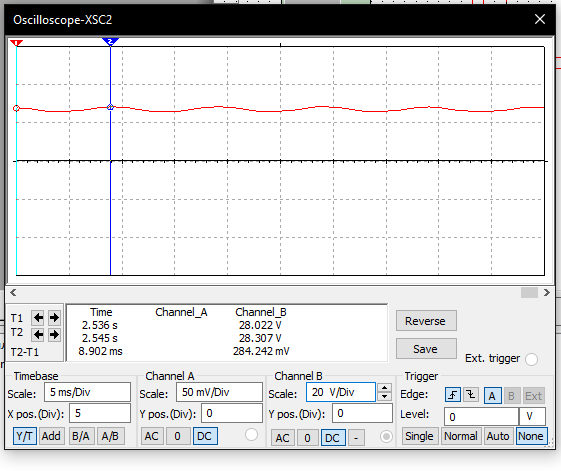 Oscilloscope-XSC2
1
2
T1
T2
T2-T1
Time Channel_A Channel_B
2.536 s 28.022 V
2.545 s 28.307 V
8.902 ms 284.242 mV
Reverse
Save
Ext. trigger
Timebase
Scale: 5 ms/Div
X pos.(Div): 5
Y/T Add B/A A/B
Channel A
Scale: 50 mV/Div
Y pos.(Div): 0
AC 0 DC
Channel B
Scale: 20 V/Div
Y pos.(Div): 0
AC 0 DC -
Trigger
Edge: A B Ext
Level: 0 V
Single Normal Auto None